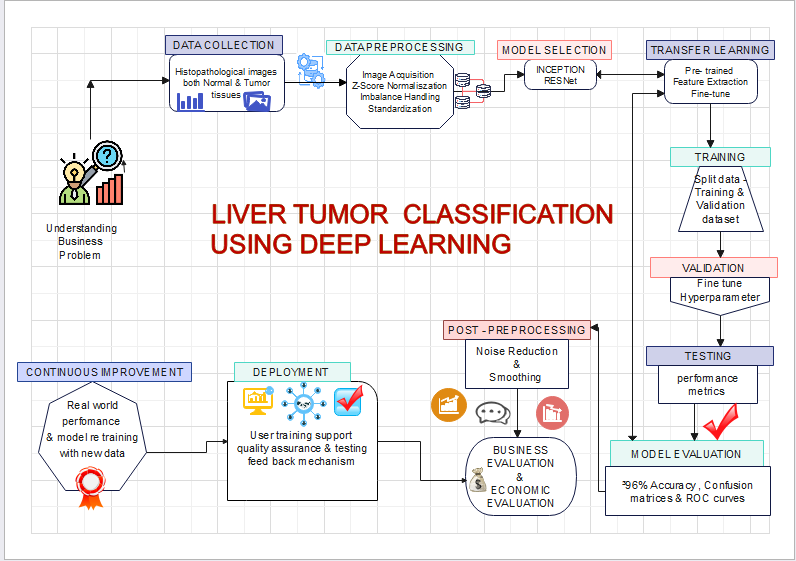 DATA COLLECTION
Histopathological images
both Normal & Tumor
tissues
DATA PREPROCESSING
Image Acquisition
Z-Score Normaliszation
Imbalance Handling
Standardization
MODEL SELECTION
INCEPTION
RESNet
TRANSFER LEARNING
Pre- trained
Feature Extraction
Fine-tune
TRAINING
Split data -
Training &
Validation
dataset
Understanding
Business
Problem
LIVER TUMOR CLASSIFICATION
USING DEEP LEARNING
VALIDATION
Fine tune
Hyperparameter
POST - PREPROCESSING
Noise Reduction
&
Smoothing
TESTING
performance
metrics
CONTINUOUS IMPROVEMENT
Real world
perfomance
& model re training
with new data
DEPLOYMENT
User training support
quality assurance & testing
feed back mechanism
BUSINESS
EVALUATION
&
ECONOMIC
EVALUATION
$
MODEL EVALUATION
96% Accuracy , Confusion
matrices & ROC curves